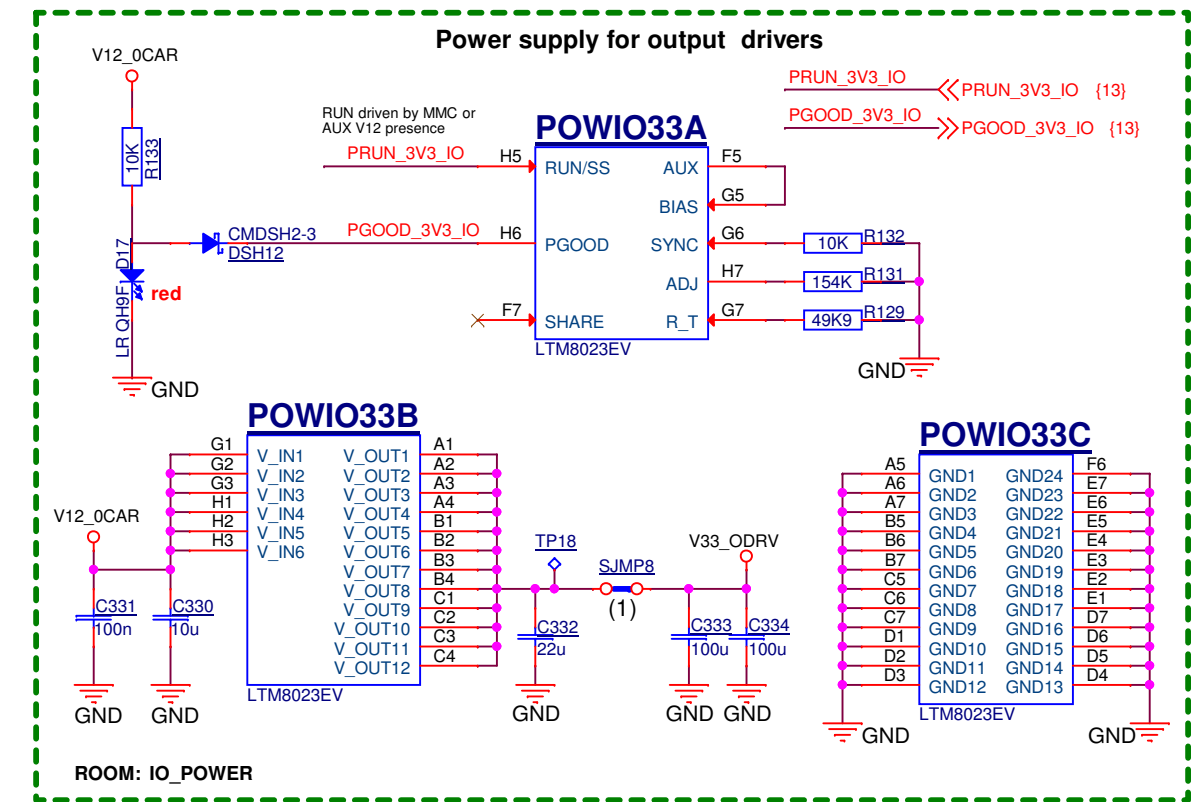 Power supply for output drivers
V12_0CAR
10K
R133
D17
LR QH9F
red
GND
CMDSH2-3
DSH12
RUN driven by MMC or
AUX V12 presence
PRUN_3V3_IO
PGOOD_3V3_IO
PRUN_3V3_IO
PRUN_3V3_IO {13}
PGOOD_3V3_IO
PGOOD_3V3_IO {13}
POWIO33A
H5 RUN/SS AUX F5
BIAS G5
H6 PGOOD SYNC G6 10K R132
ADJ H7 154K R131
F7 SHARE R_T G7 49K9 R129
LTM8023EV
GND
POWIO33B
G1 V_IN1 V_OUT1 A1
G2 V_IN2 V_OUT2 A2
G3 V_IN3 V_OUT3 A3
H1 V_IN4 V_OUT4 A4
H2 V_IN5 V_OUT5 B1
H3 V_IN6 V_OUT6 B2
V_OUT7 B3
V_OUT8 B4
V_OUT9 C1
V_OUT10 C2
V_OUT11 C3
V_OUT12 C4
LTM8023EV
V12_0CAR
C331
100n
C330
10u
GND GND
TP18
SJMP8
(1)
V33_ODRV
C332
22u
C333
100u
C334
100u
GND
GND GND
POWIO33C
A5 GND1 GND24 F6
A6 GND2 GND23 E7
A7 GND3 GND22 E6
B5 GND4 GND21 E5
B6 GND5 GND20 E4
B7 GND6 GND19 E3
C5 GND7 GND18 E2
C6 GND8 GND17 E1
C7 GND9 GND16 D7
D1 GND10 GND15 D6
D2 GND11 GND14 D5
D3 GND12 GND13 D4
LTM8023EV
GND
GND
ROOM: IO_POWER